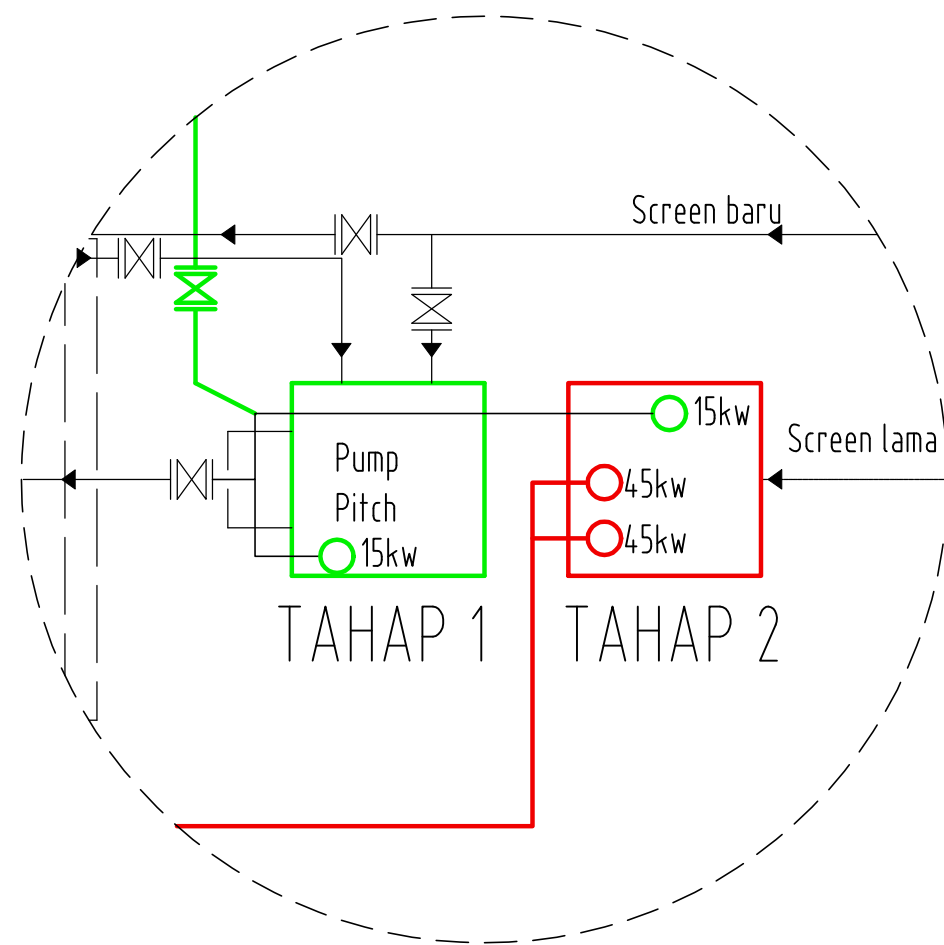 Screen baru
15kw
Screen lama
Pump
Pitch
45kw
45kw
15kw
TAHAP 1
TAHAP 2